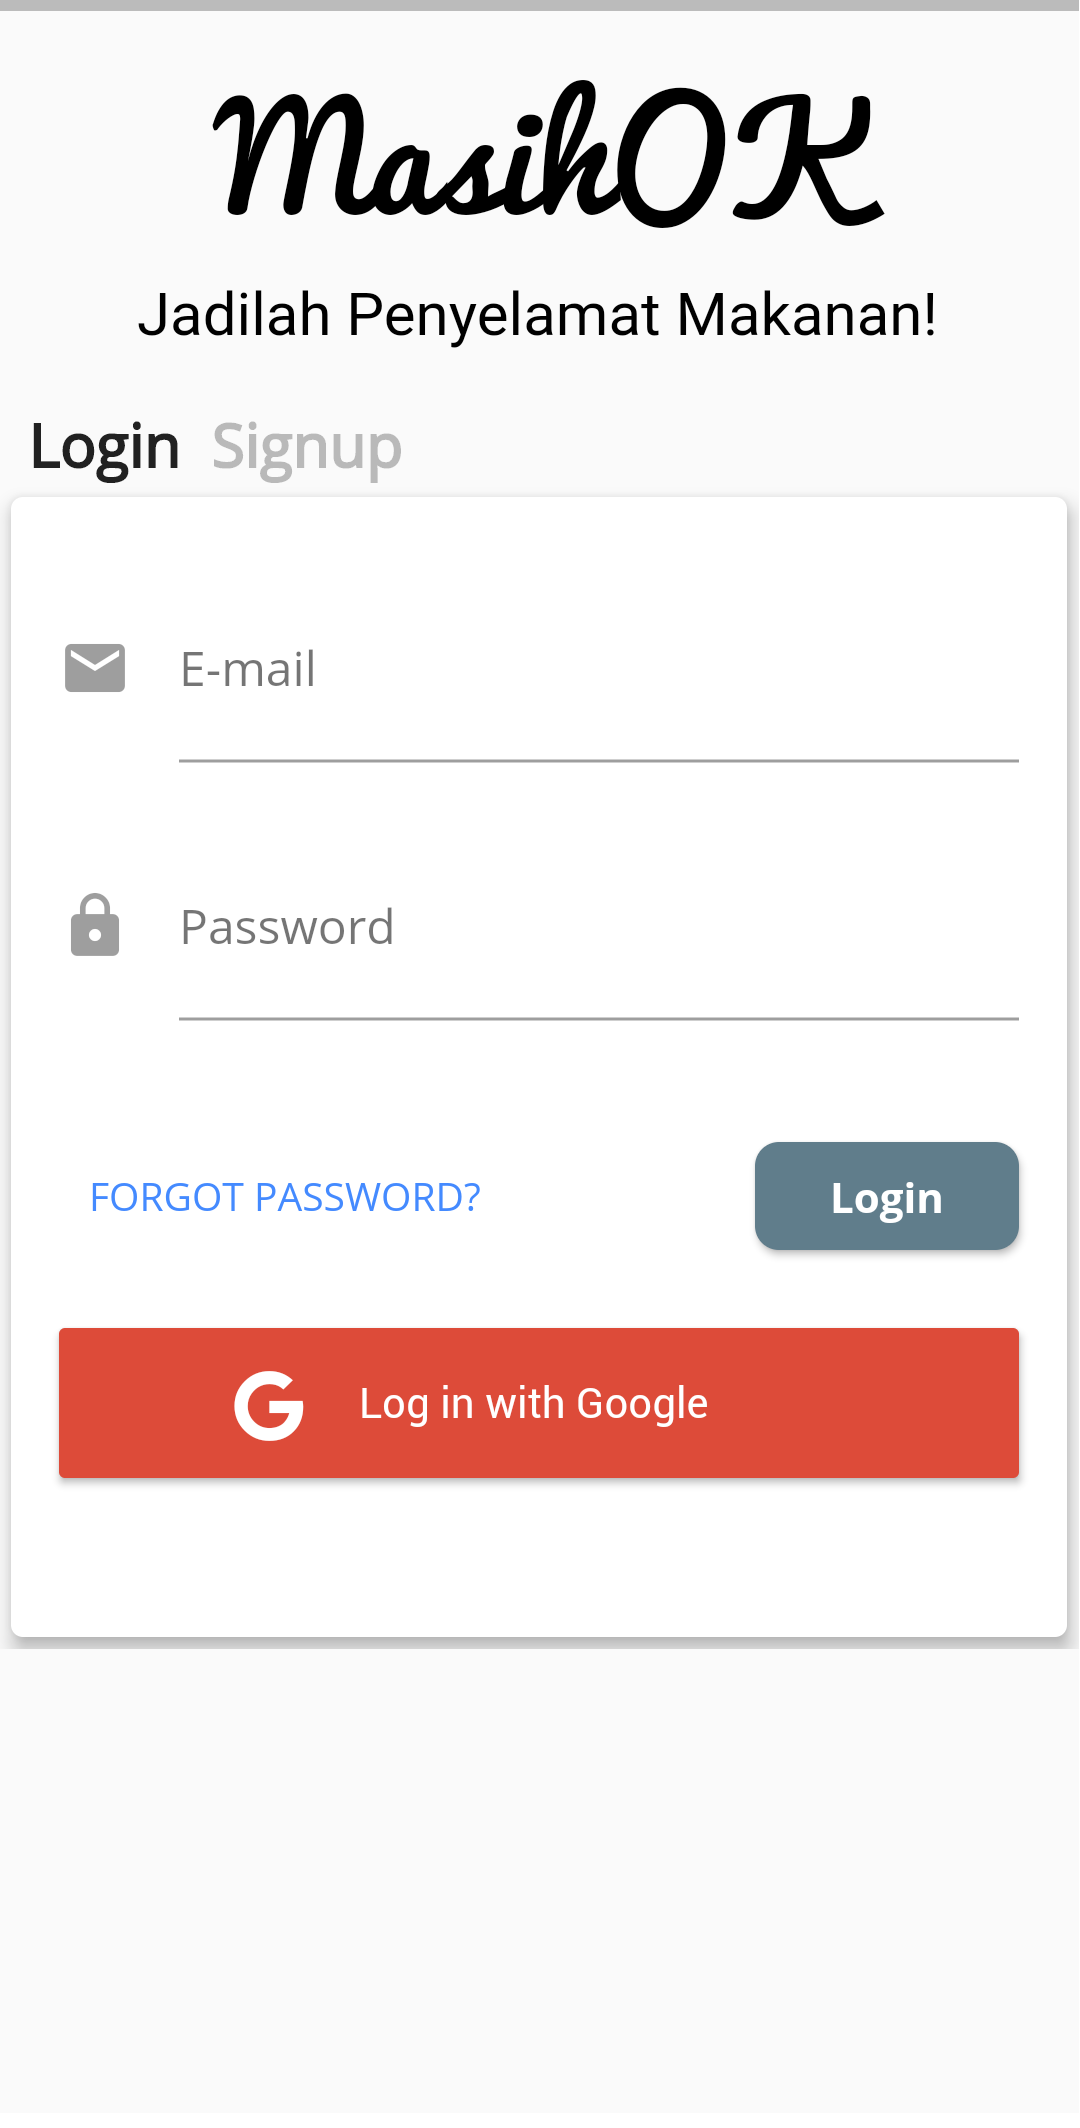 MasihOK
Jadilah Penyelamat Makanan!
Login Signup
E-mail
Password
FORGOT PASSWORD? Login
Log in with Google